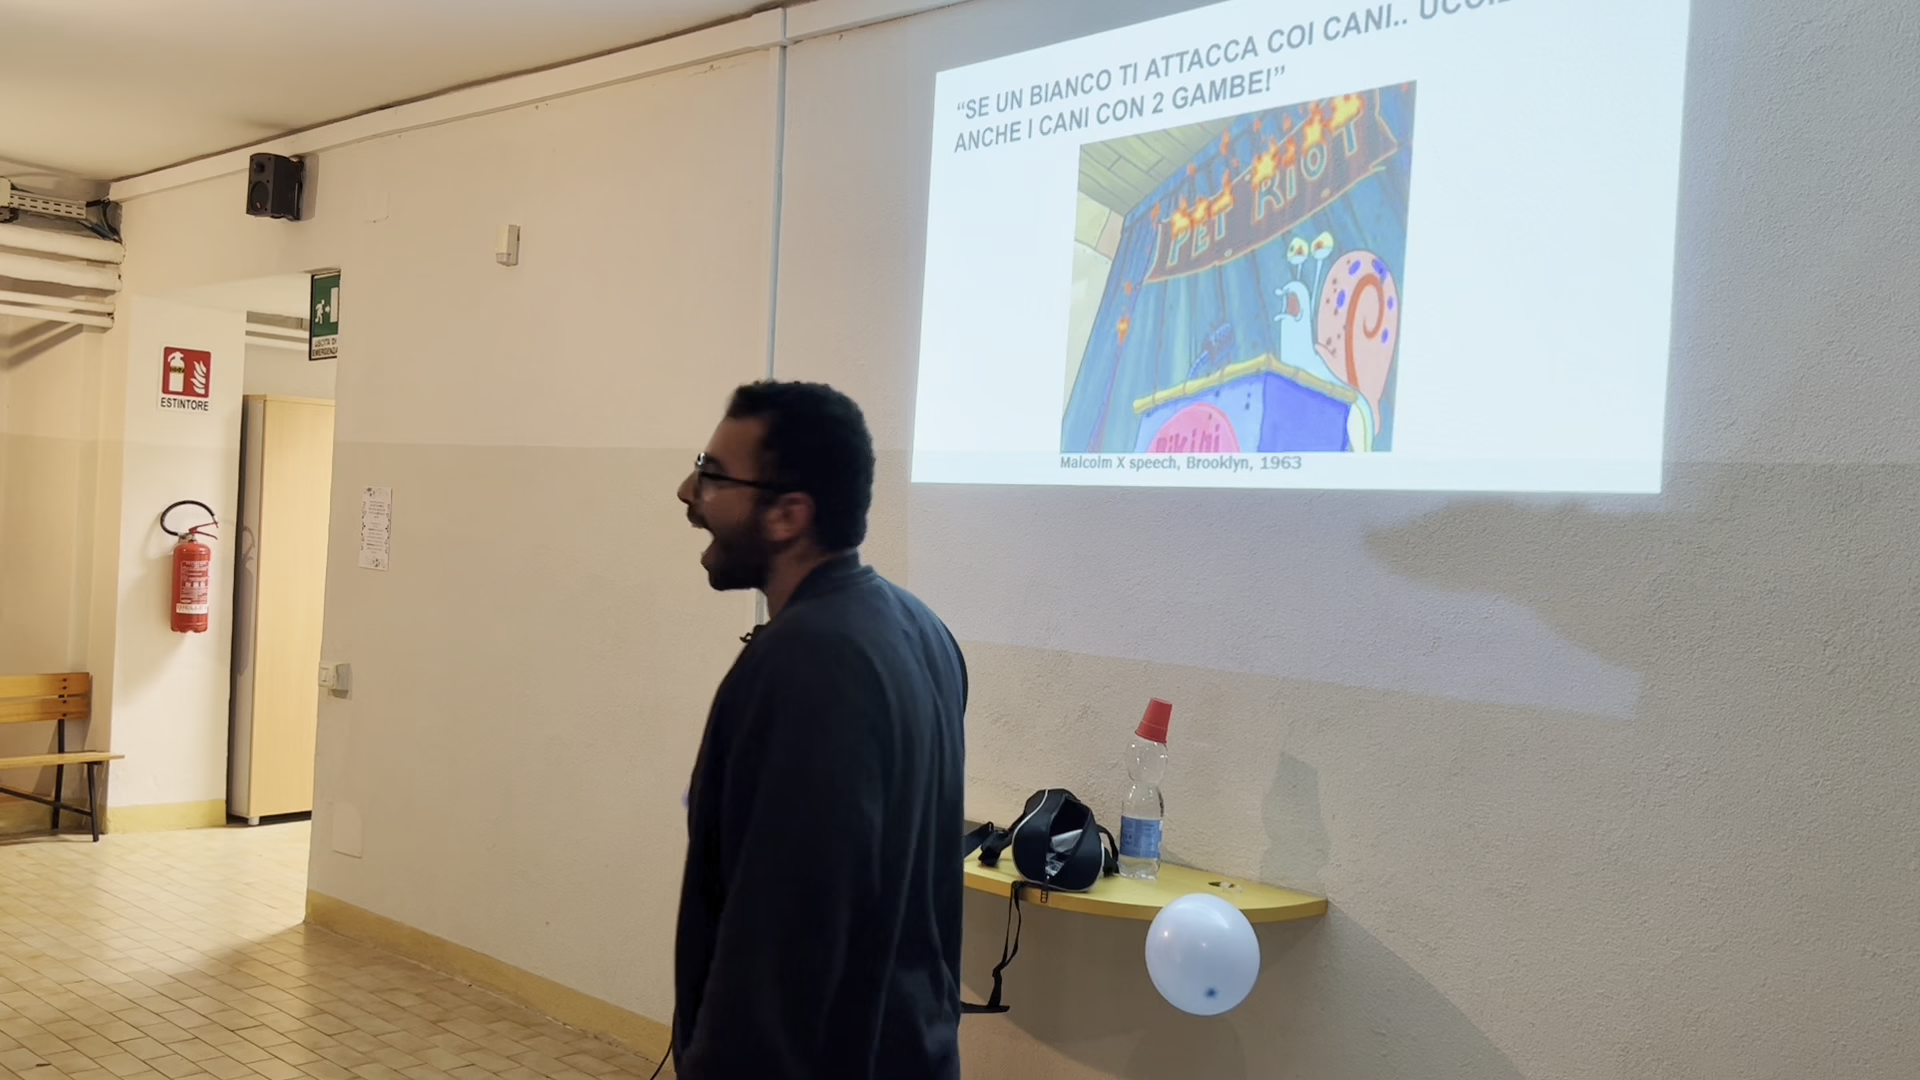 “SE UN BIANCO TI ATTACCA COI CANI..
ANCHE I CANI CON 2 GAMBE!”
PET RIOT
BIKINI
Malcolm X speech, Brooklyn, 1963
USCITA DI
EMERGENZA
ESTINTORE